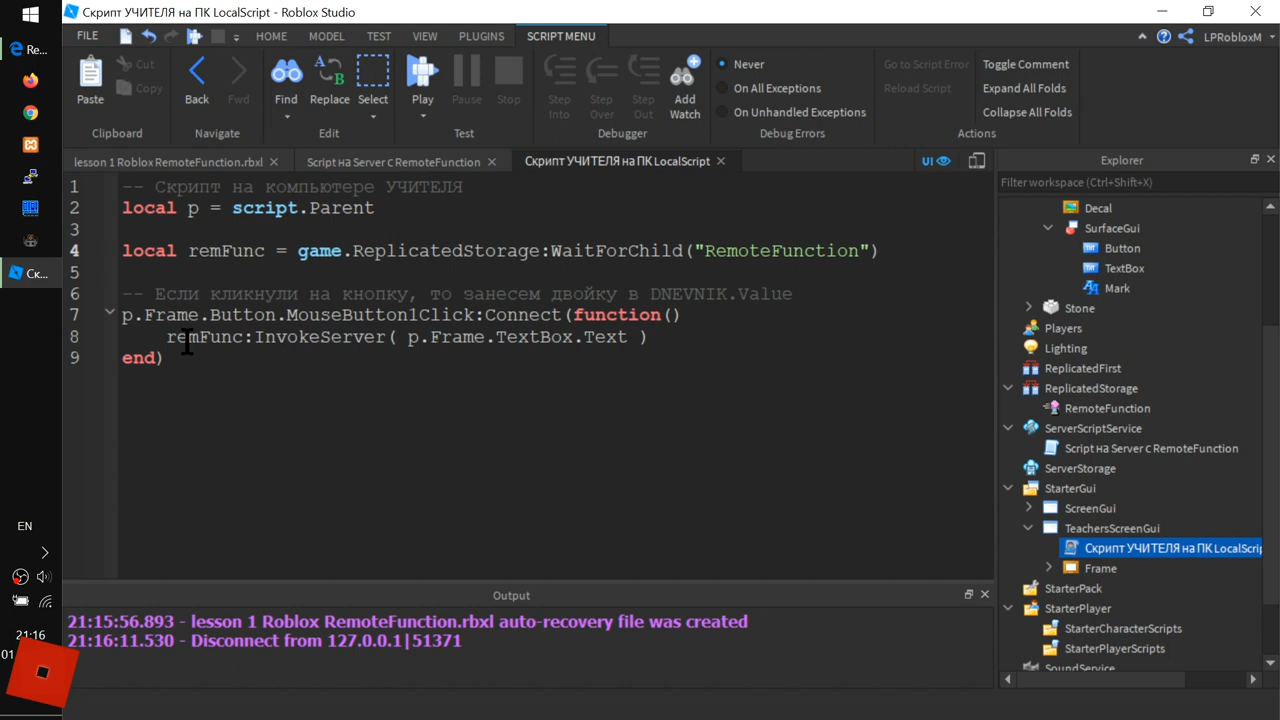 Скрипт УЧИТЕЛЯ на ПК LocalScript - Roblox Studio
FILE HOME MODEL TEST VIEW PLUGINS SCRIPT MENU LPRobloxM
Paste Cut Copy Back Fwd Find Replace Select Play Pause Stop Step Into Step Over Step Out Add Watch
Never
On All Exceptions
On Unhandled Exceptions
Go to Script Error
Reload Script
Toggle Comment
Expand All Folds
Collapse All Folds
Clipboard Navigate Edit Test Debugger Debug Errors Actions
lesson 1 Roblox RemoteFunction.rbxl Script на Server с RemoteFunction Скрипт УЧИТЕЛЯ на ПК LocalScript UI
1 -- Скрипт на компьютере УЧИТЕЛЯ
2 local p = script.Parent
3
4 local remFunc = game.ReplicatedStorage:WaitForChild("RemoteFunction")
5
6 -- Если кликнули на кнопку, то занесем двойку в DNEVNIK.Value
7 p.Frame.Button.MouseButton1Click:Connect(function()
8 remFunc:InvokeServer( p.Frame.TextBox.Text )
9 end)
Output
21:15:56.893 - lesson 1 Roblox RemoteFunction.rbxl auto-recovery file was created
21:16:11.530 - Disconnect from 127.0.0.1|51371
Explorer
Filter workspace (Ctrl+Shift+X)
Decal
SurfaceGui
Button
TextBox
Mark
Stone
Players
Lighting
ReplicatedFirst
ReplicatedStorage
RemoteFunction
ServerScriptService
Script на Server с RemoteFunction
ServerStorage
StarterGui
ScreenGui
TeachersScreenGui
Скрипт УЧИТЕЛЯ на ПК LocalScrip
Frame
StarterPack
StarterPlayer
StarterCharacterScripts
StarterPlayerScripts
SoundService
Re...
Ск...
EN
21:16
01